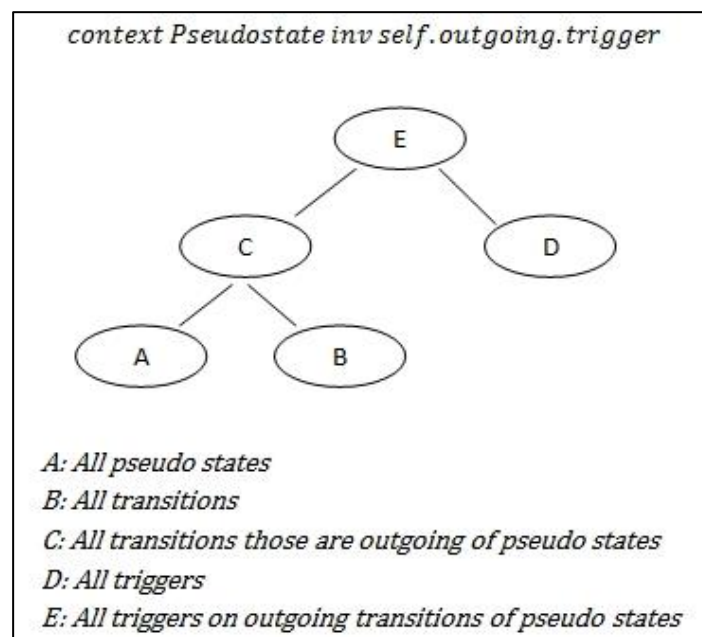 context Pseudostate inv self.outgoing.trigger
E
C
D
A
B
A: All pseudo states
B: All transitions
C: All transitions those are outgoing of pseudo states
D: All triggers
E: All triggers on outgoing transitions of pseudo states